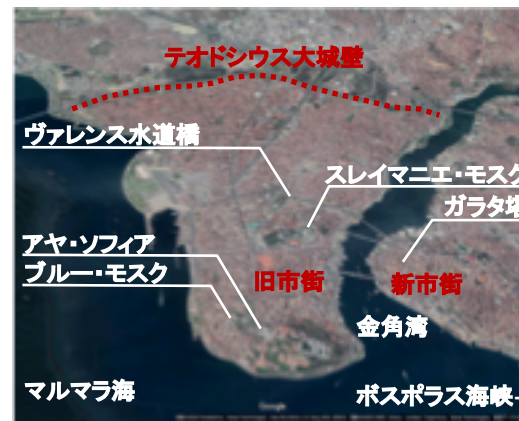 テオドシウス大城壁
ヴァレンス水道橋
スレイマニエ・モスク
ガラタ塔
アヤ・ソフィア
ブルー・モスク
旧市街
新市街
金角湾
マルマラ海
ボスポラス海峡